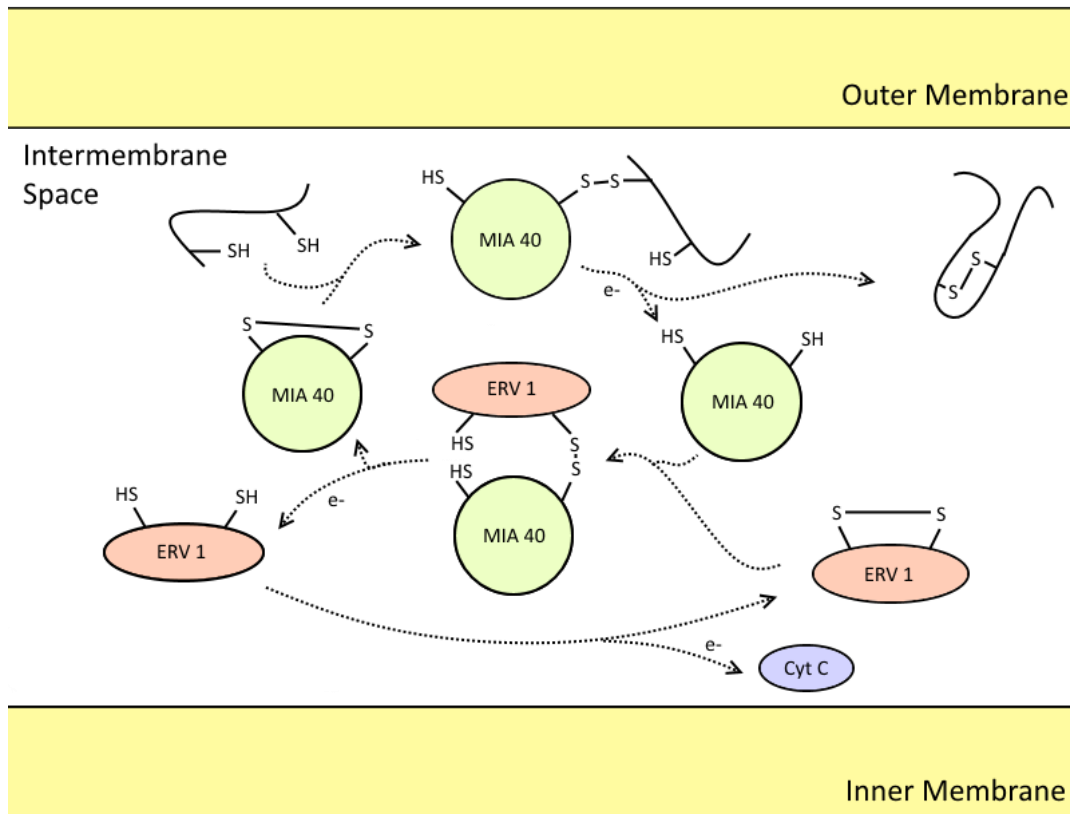 Outer Membrane
Intermembrane
Space
SH
SH
HS
S
S
MIA 40
HS
S
S
e-
S
S
MIA 40
HS
SH
MIA 40
ERV 1
HS
S
S
HS
MIA 40
e-
HS
SH
ERV 1
S
S
ERV 1
e-
Cyt C
Inner Membrane